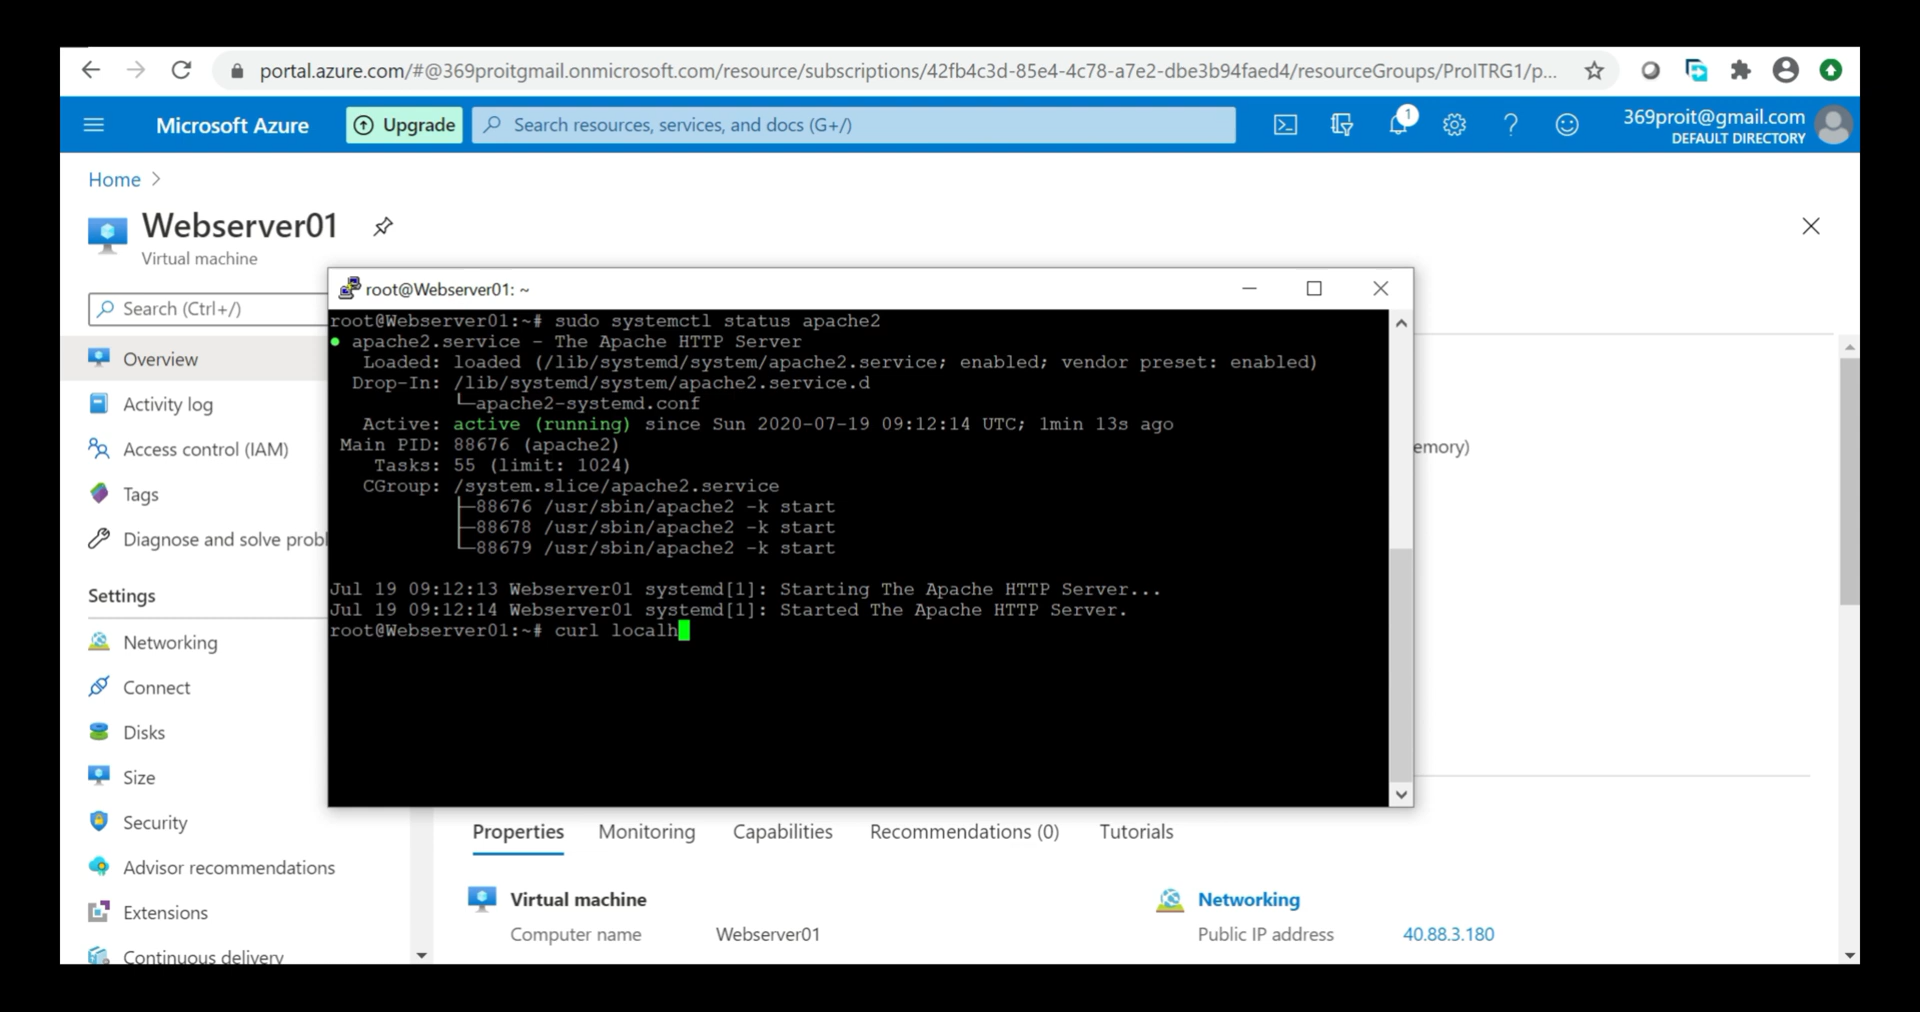 portal.azure.com/#@369proitgmail.onmicrosoft.com/resource/subscriptions/42fb4c3d-85e4-4c78-a7e2-dbe3b94faed4/resourceGroups/ProITRG1/p...
Microsoft Azure
Upgrade
Search resources, services, and docs (G+/)
1
369proit@gmail.com
DEFAULT DIRECTORY
Home >
Webserver01
Virtual machine
Search (Ctrl+/)
Overview
Activity log
Access control (IAM)
Tags
Diagnose and solve probl
Settings
Networking
Connect
Disks
Size
Security
Advisor recommendations
Extensions
Continuous delivery
root@Webserver01: ~
root@Webserver01:~# sudo systemctl status apache2
● apache2.service - The Apache HTTP Server
Loaded: loaded (/lib/systemd/system/apache2.service; enabled; vendor preset: enabled)
Drop-In: /lib/systemd/system/apache2.service.d
└─apache2-systemd.conf
Active: active (running) since Sun 2020-07-19 09:12:14 UTC; 1min 13s ago
Main PID: 88676 (apache2)
Tasks: 55 (limit: 1024)
CGroup: /system.slice/apache2.service
├─88676 /usr/sbin/apache2 -k start
├─88678 /usr/sbin/apache2 -k start
└─88679 /usr/sbin/apache2 -k start
Jul 19 09:12:13 Webserver01 systemd[1]: Starting The Apache HTTP Server...
Jul 19 09:12:14 Webserver01 systemd[1]: Started The Apache HTTP Server.
root@Webserver01:~# curl localh
emory)
Properties
Monitoring
Capabilities
Recommendations (0)
Tutorials
Virtual machine
Computer name
Webserver01
Networking
Public IP address
40.88.3.180